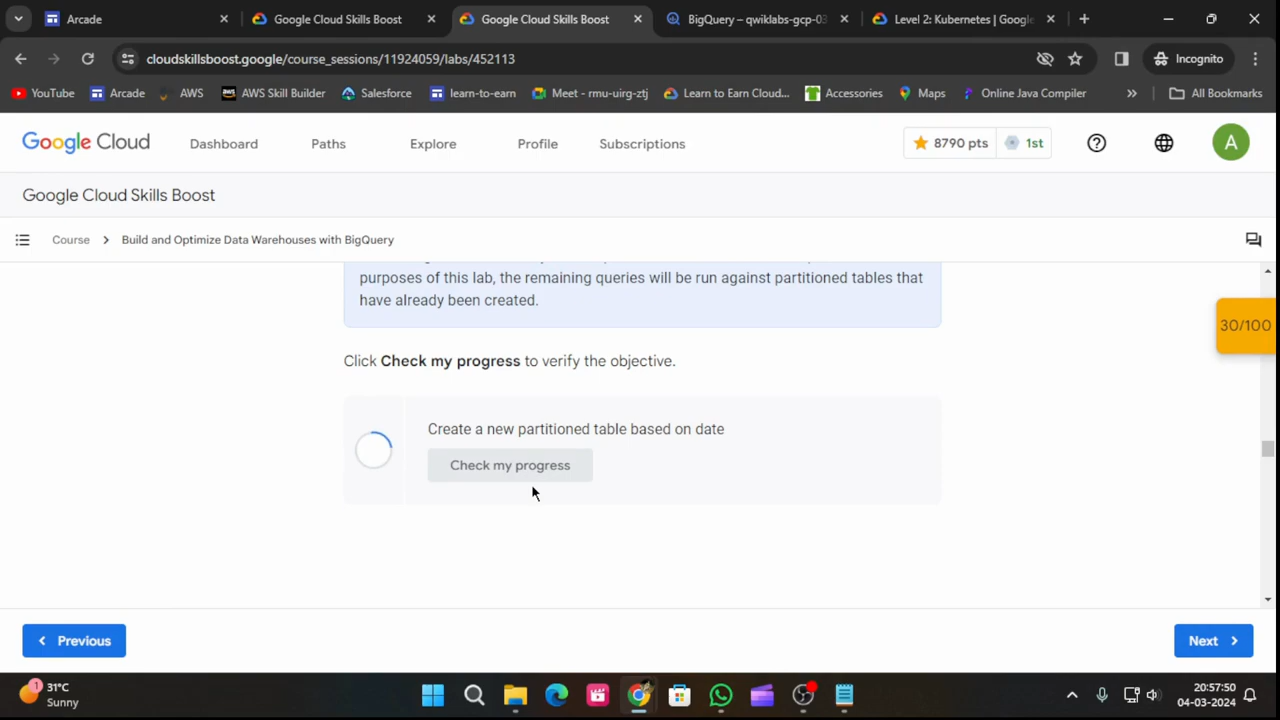 Arcade
Google Cloud Skills Boost
Google Cloud Skills Boost
BigQuery – qwiklabs-gcp-03
Level 2: Kubernetes | Google
cloudskillsboost.google/course_sessions/11924059/labs/452113
Incognito
YouTube
Arcade
AWS
AWS Skill Builder
Salesforce
learn-to-earn
Meet - rmu-uirg-ztj
Learn to Earn Cloud...
Accessories
Maps
Online Java Compiler
All Bookmarks
Google Cloud
Dashboard
Paths
Explore
Profile
Subscriptions
8790 pts
1st
A
Google Cloud Skills Boost
Course
Build and Optimize Data Warehouses with BigQuery
purposes of this lab, the remaining queries will be run against partitioned tables that
have already been created.
30/100
Click Check my progress to verify the objective.
Create a new partitioned table based on date
Check my progress
Previous
Next
1
31°C
Sunny
20:57:50
04-03-2024